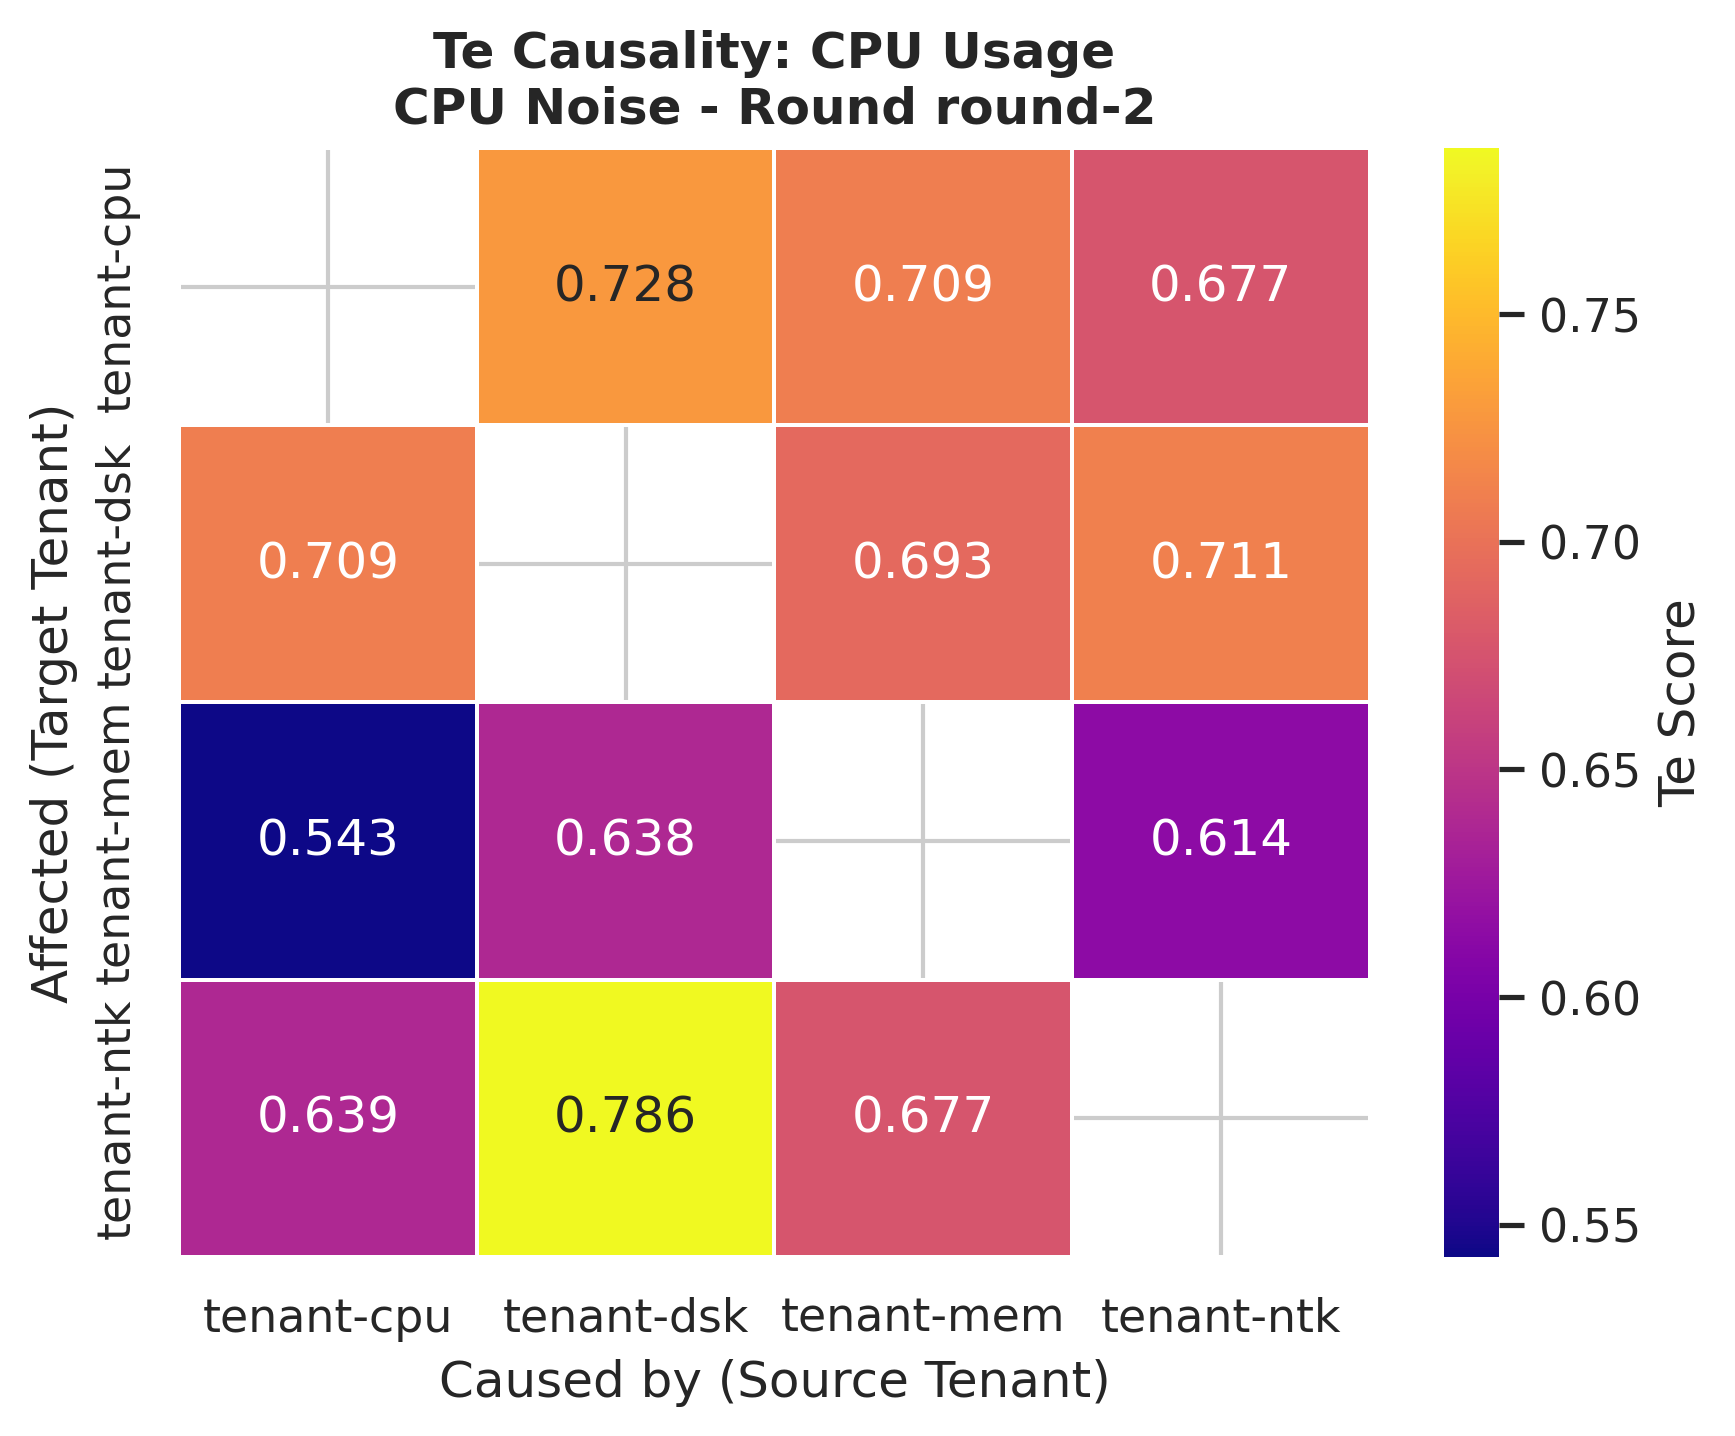 Te Causality: CPU Usage
CPU Noise - Round round-2
Affected (Target Tenant)
tenant-cpu
0.728 0.709 0.677
tenant-dsk
0.709 0.693 0.711
tenant-mem
0.543 0.638 0.614
tenant-ntk
0.639 0.786 0.677
tenant-cpu tenant-dsk tenant-mem tenant-ntk
Caused by (Source Tenant)
0.75
0.70
0.65
0.60
0.55
Te Score